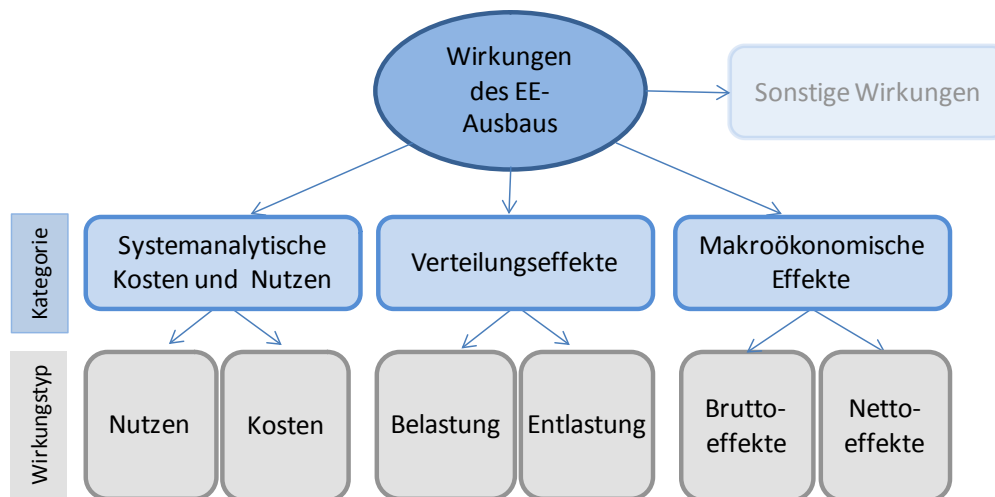 Wirkungen
des EE-
Ausbaus
Sonstige Wirkungen
Kategorie
Systemanalytische
Kosten und Nutzen
Verteilungseffekte
Makroökonomische
Effekte
Wirkungstyp
Nutzen
Kosten
Belastung
Entlastung
Brutto-
effekte
Netto-
effekte